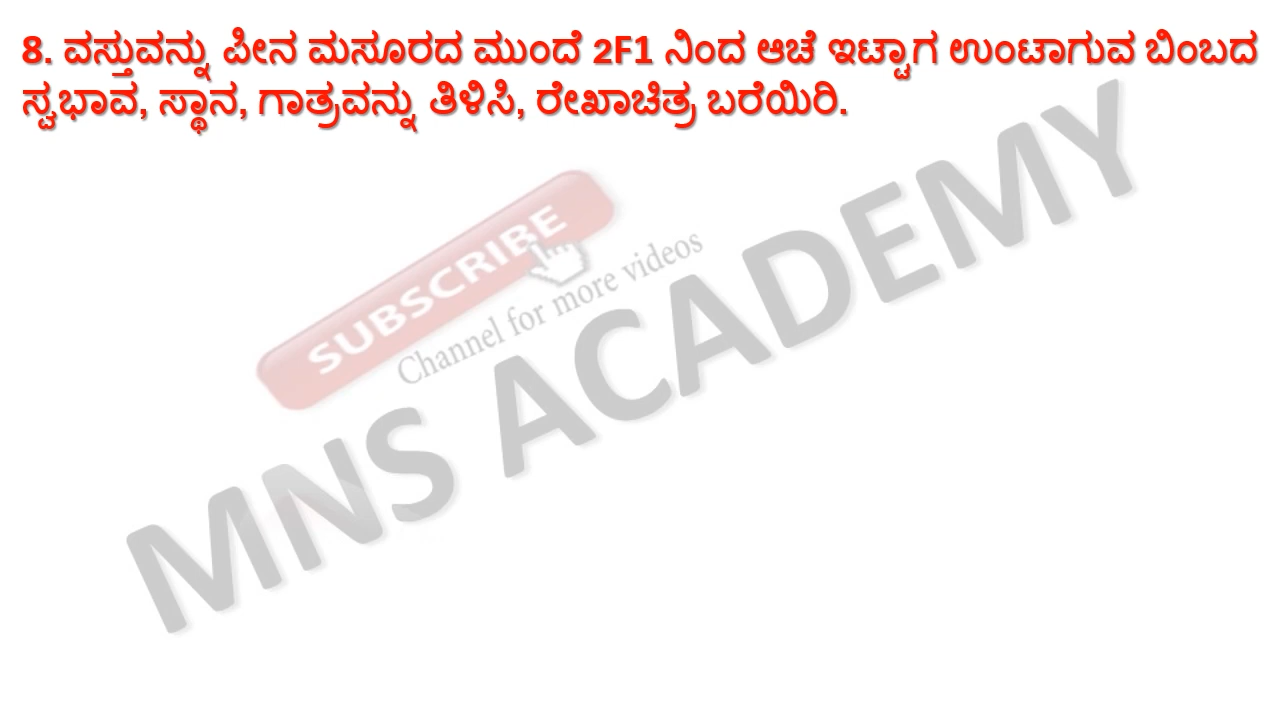 8. ವಸ್ತುವನ್ನು ಪೀನ ಮಸೂರದ ಮುಂದೆ 2F1 ನಿಂದ ಆಚೆ ಇಟ್ಟಾಗ ಉಂಟಾಗುವ ಬಿಂಬದ
ಸ್ವಭಾವ, ಸ್ಥಾನ, ಗಾತ್ರವನ್ನು ತಿಳಿಸಿ, ರೇಖಾಚಿತ್ರ ಬರೆಯಿರಿ.
SUBSCRIBE
Channel for more videos
MNS ACADEMY